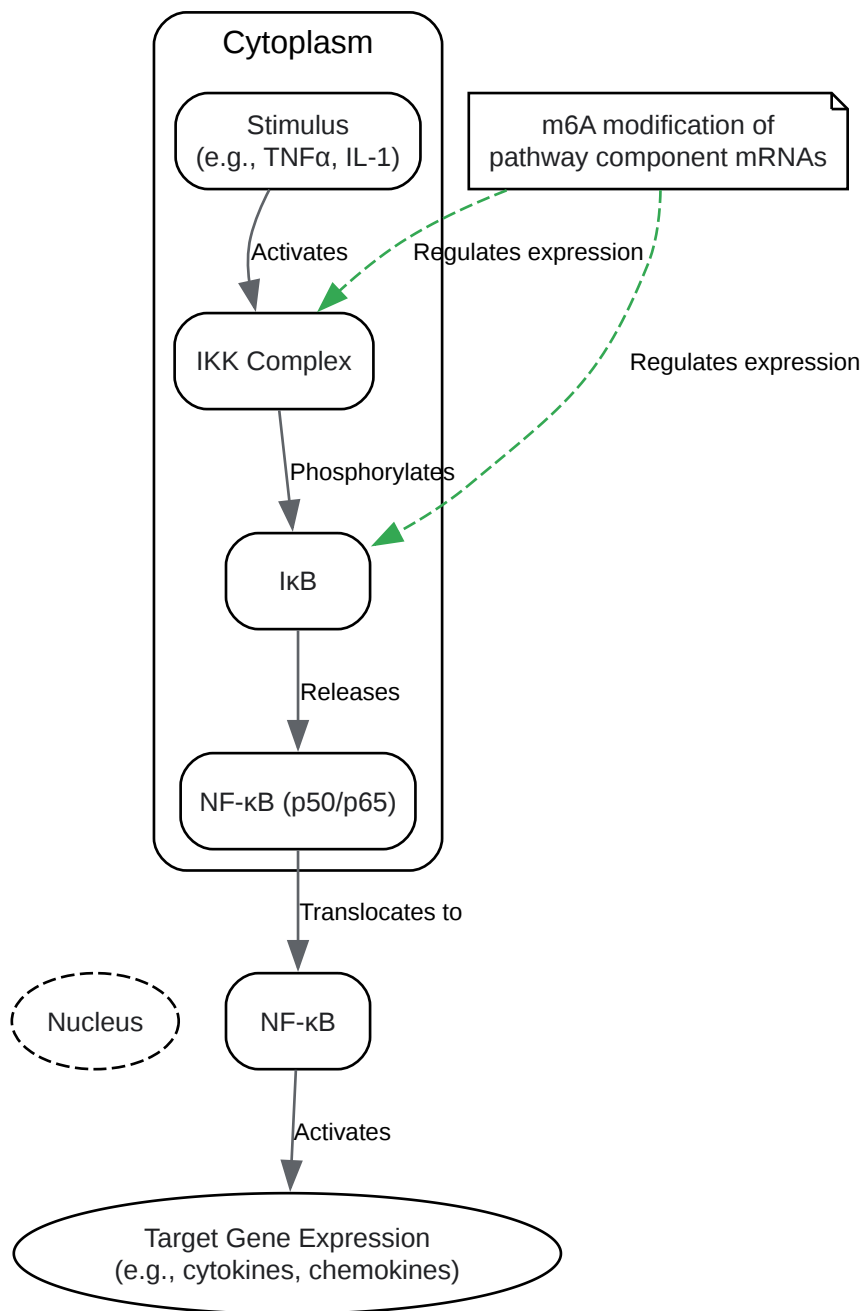 Cytoplasm
Stimulus
(e.g., TNFα, IL-1)
m6A modification of
pathway component mRNAs
Activates
Regulates expression
IKK Complex
Regulates expression
Phosphorylates
IκB
Releases
NF-κB (p50/p65)
Translocates to
Nucleus
NF-κB
Activates
Target Gene Expression
(e.g., cytokines, chemokines)